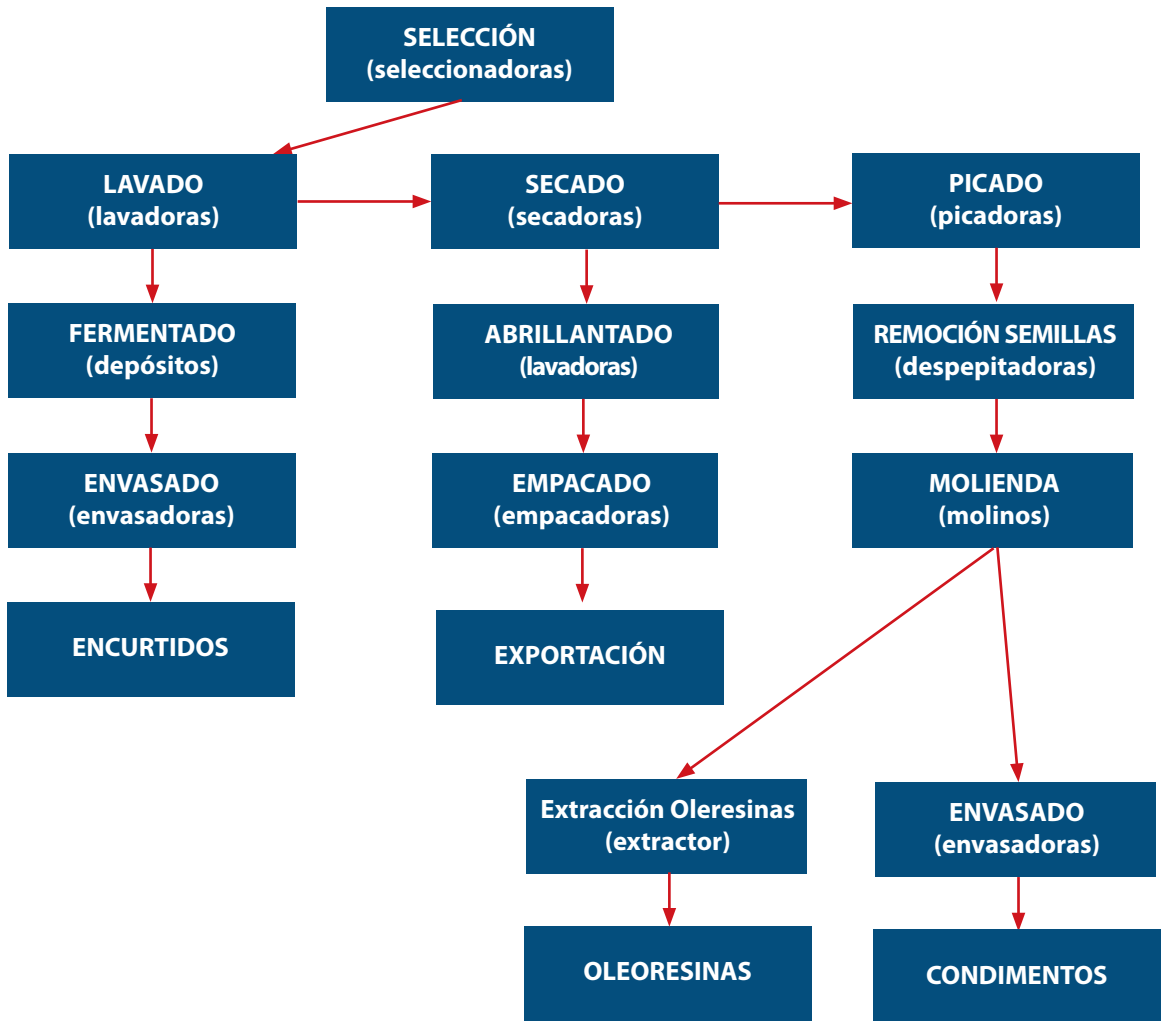 SELECCIÓN
(seleccionadoras)
LAVADO
(lavadoras)
SECADO
(secadoras)
PICADO
(picadoras)
FERMENTADO
(depósitos)
ABRILLANTADO
(lavadoras)
REMOCIÓN SEMILLAS
(despepitadoras)
ENVASADO
(envasadoras)
EMPACADO
(empacadoras)
MOLIENDA
(molinos)
ENCURTIDOS
EXPORTACIÓN
Extracción Oleresinas
(extractor)
ENVASADO
(envasadoras)
OLEORESINAS
CONDIMENTOS